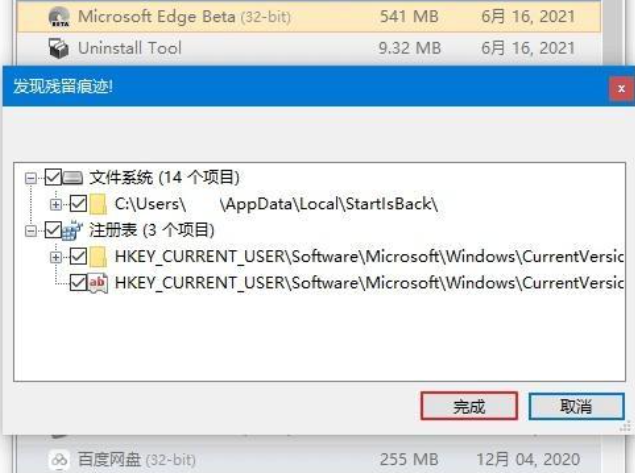 Microsoft Edge Beta (32-bit) 541 MB 6月 16, 2021
Uninstall Tool 9.32 MB 6月 16, 2021
发现残留痕迹!
x
文件系统 (14 个项目)
C:\Users\ \AppData\Local\StartIsBack\
注册表 (3 个项目)
HKEY_CURRENT_USER\Software\Microsoft\Windows\CurrentVersic
ab HKEY_CURRENT_USER\Software\Microsoft\Windows\CurrentVersic
完成 取消
百度网盘 (32-bit) 255 MB 12月 04, 2020